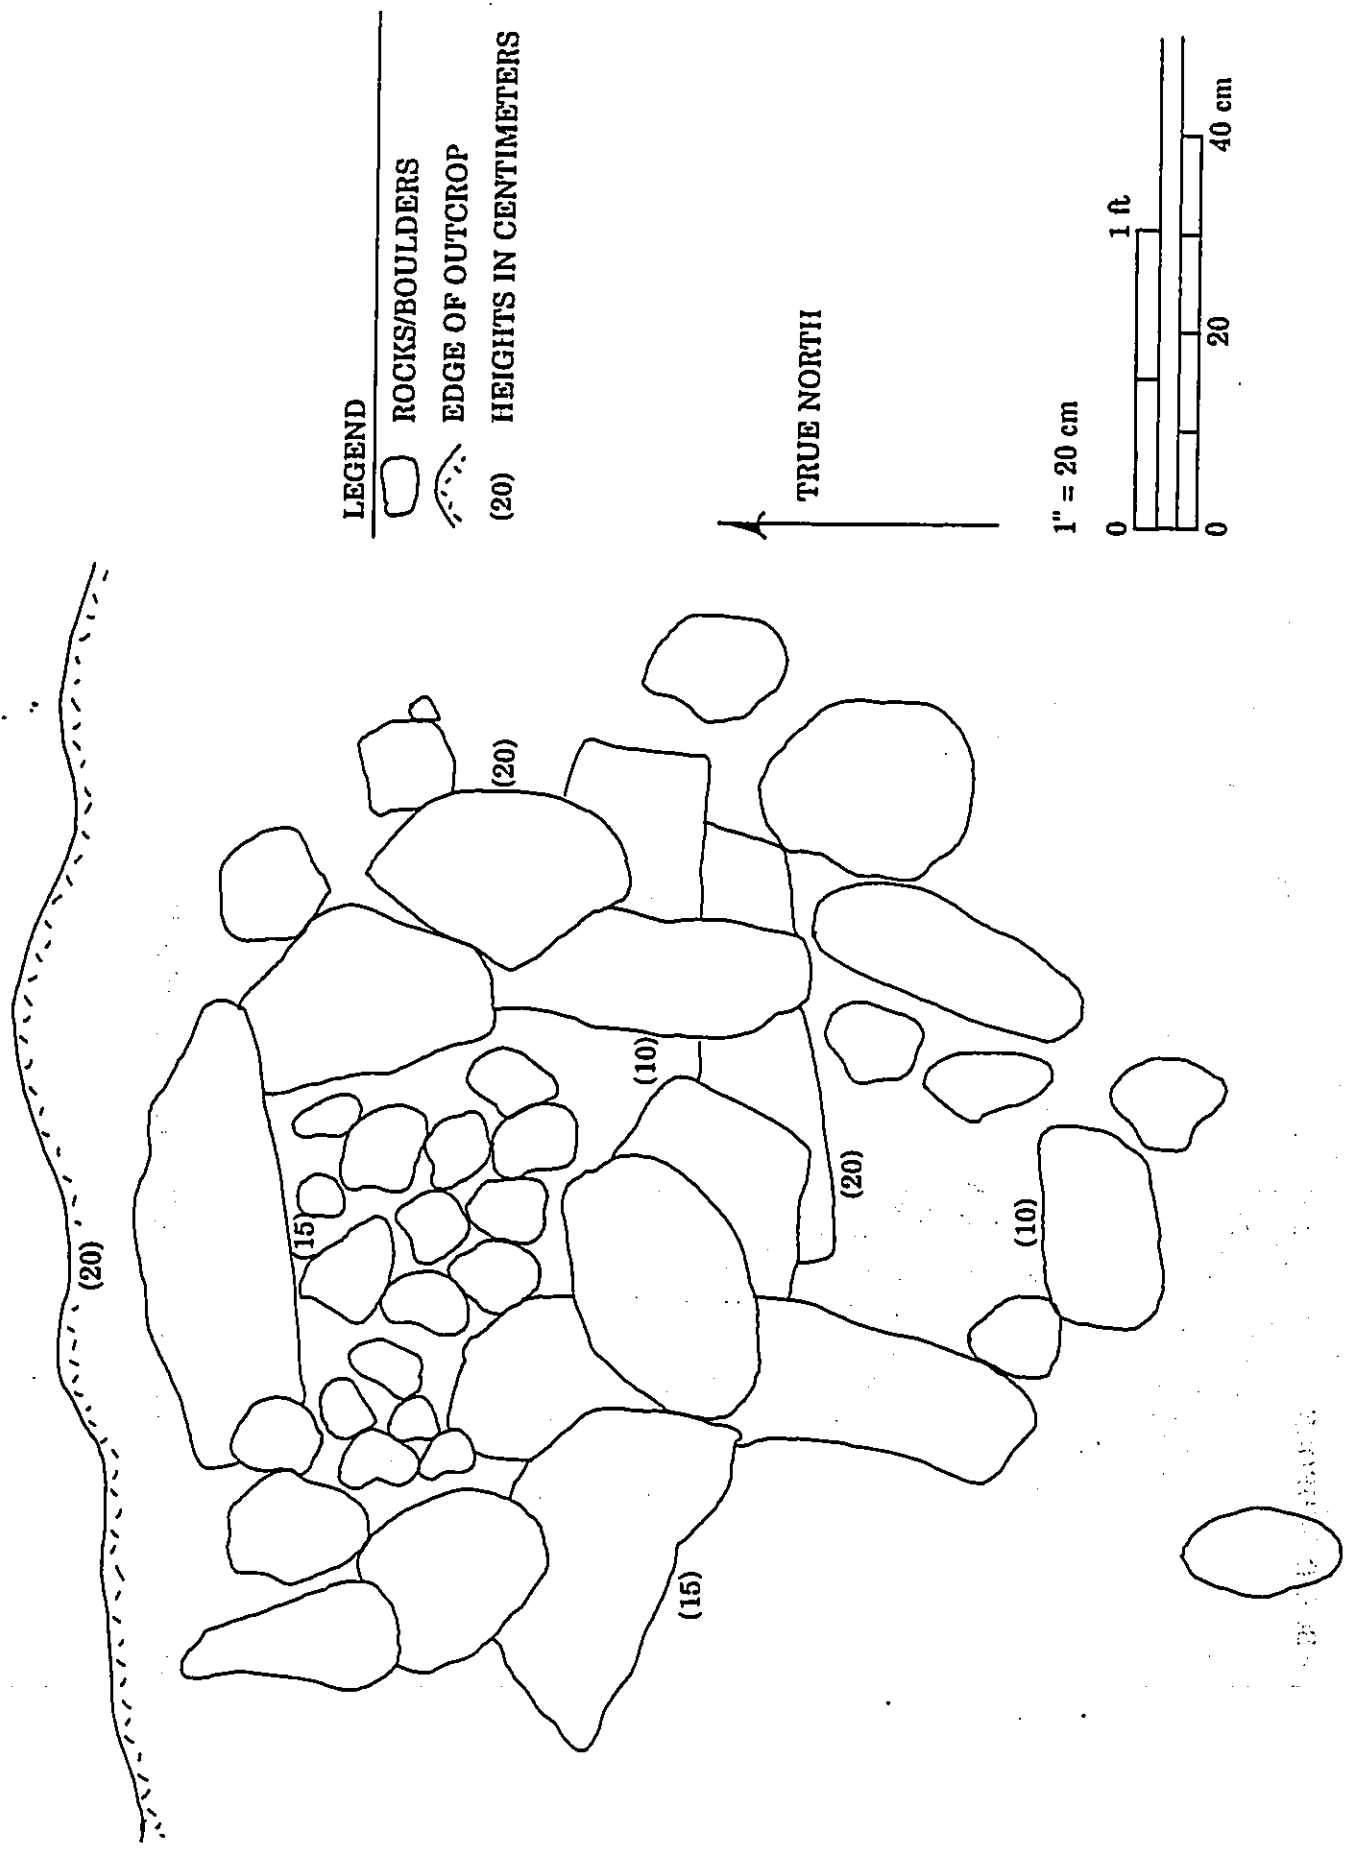 LEGEND
ROCKS/BOULDERS
EDGE OF OUTCROP
(20) HEIGHTS IN CENTIMETERS
TRUE NORTH
1" = 20 cm
0 1 ft
0 20 40 cm
(20)
(15
(20)
(10)
(20)
(10)
(15)